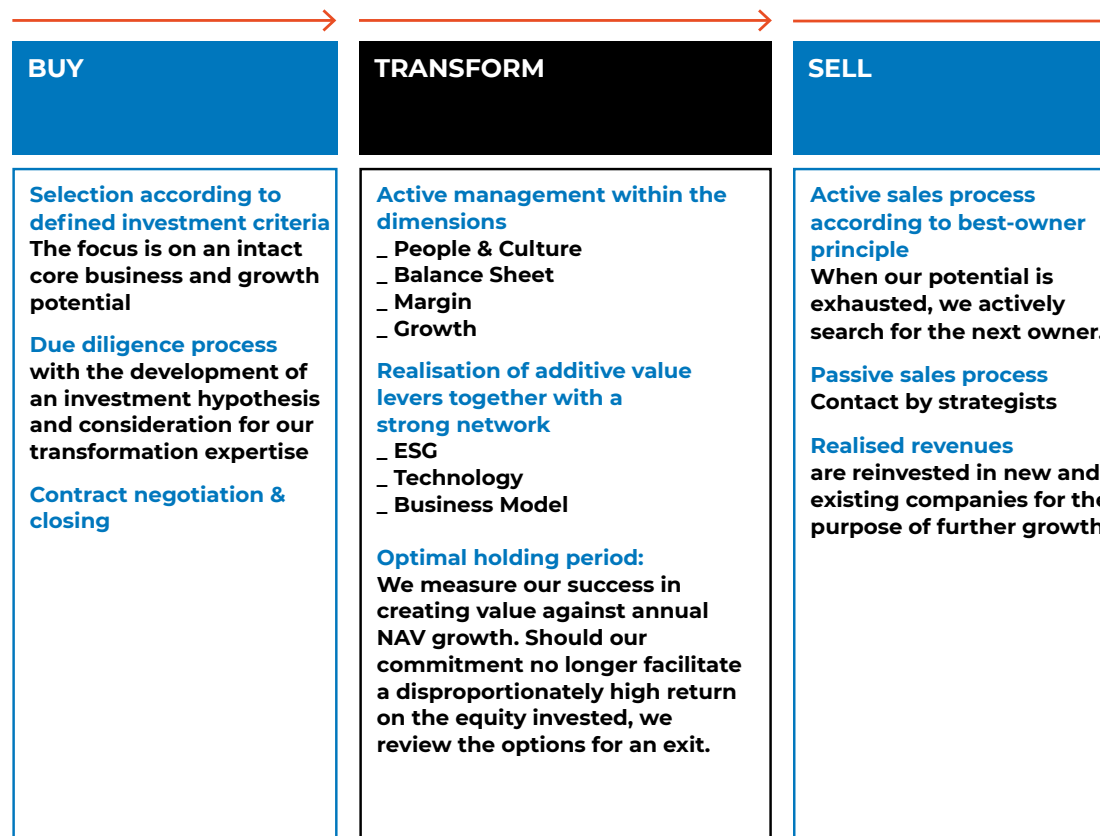 BUY
Selection according to
defined investment criteria
The focus is on an intact
core business and growth
potential
Due diligence process
with the development of
an investment hypothesis
and consideration for our
transformation expertise
Contract negotiation &
closing
TRANSFORM
Active management within the
dimensions
_ People & Culture
_ Balance Sheet
_ Margin
_ Growth
Realisation of additive value
levers together with a
strong network
_ ESG
_ Technology
_ Business Model
Optimal holding period:
We measure our success in
creating value against annual
NAV growth. Should our
commitment no longer facilitate
a disproportionately high return
on the equity invested, we
review the options for an exit.
SELL
Active sales process
according to best-owner
principle
When our potential is
exhausted, we actively
search for the next owner.
Passive sales process
Contact by strategists
Realised revenues
are reinvested in new and
existing companies for the
purpose of further growth